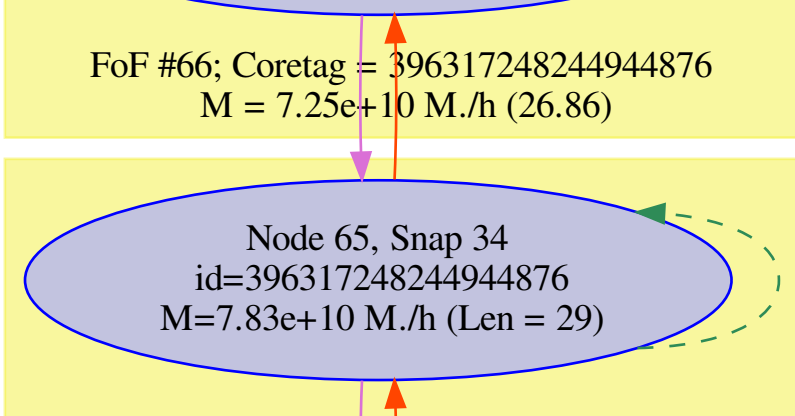 FoF #66; Coretag = 396317248244944876
M = 7.25e+10 M./h (26.86)
Node 65, Snap 34
id=396317248244944876
M=7.83e+10 M./h (Len = 29)